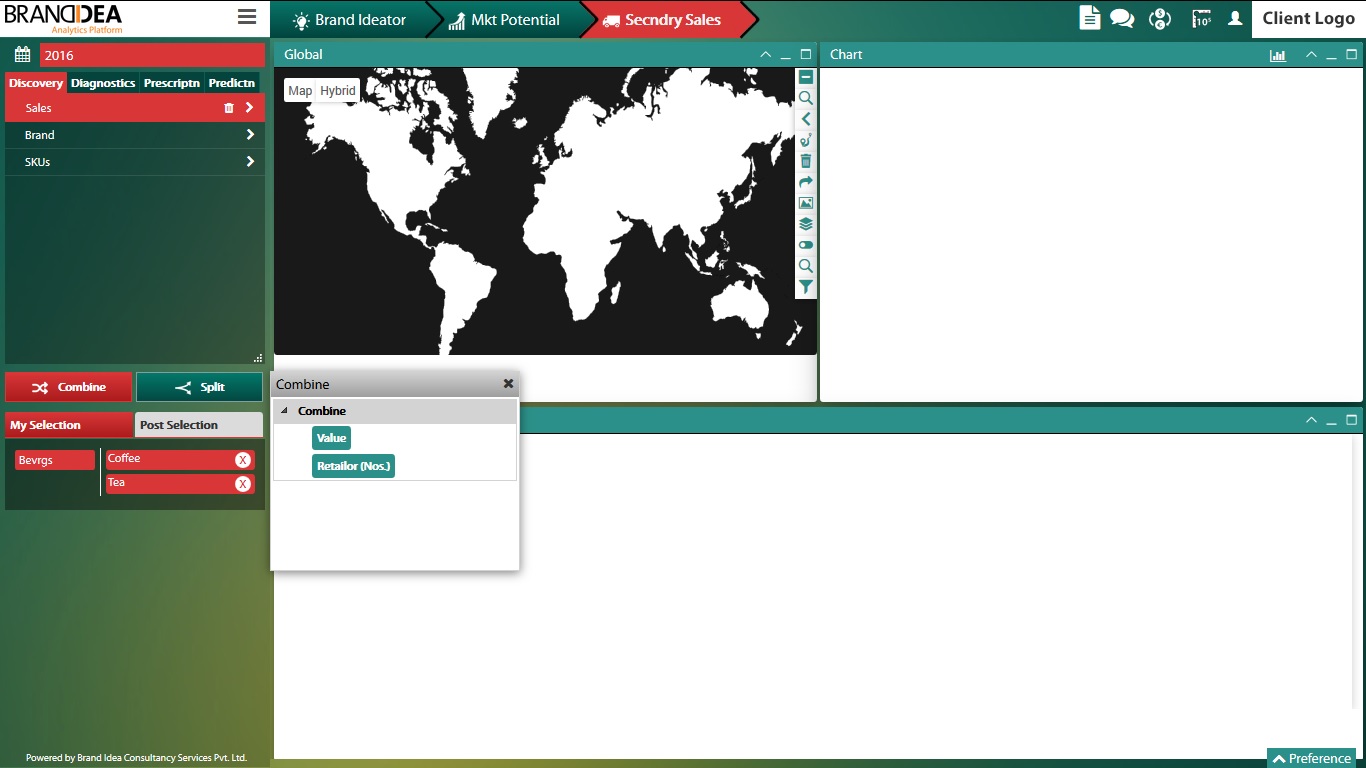 BRANDIDEA
Analytics Platform
Brand Ideator
Mkt Potential
Secndry Sales
Client Logo
2016
Discovery
Diagnostics
Prescriptn
Predictn
Sales
Brand
SKUs
Combine
Split
My Selection
Post Selection
Bevrgs
Coffee
X
Tea
X
Powered by Brand Idea Consultancy Services Pvt. Ltd.
Global
Map
Hybrid
Chart
Combine
Combine
Value
Retailor (Nos.)
Preference